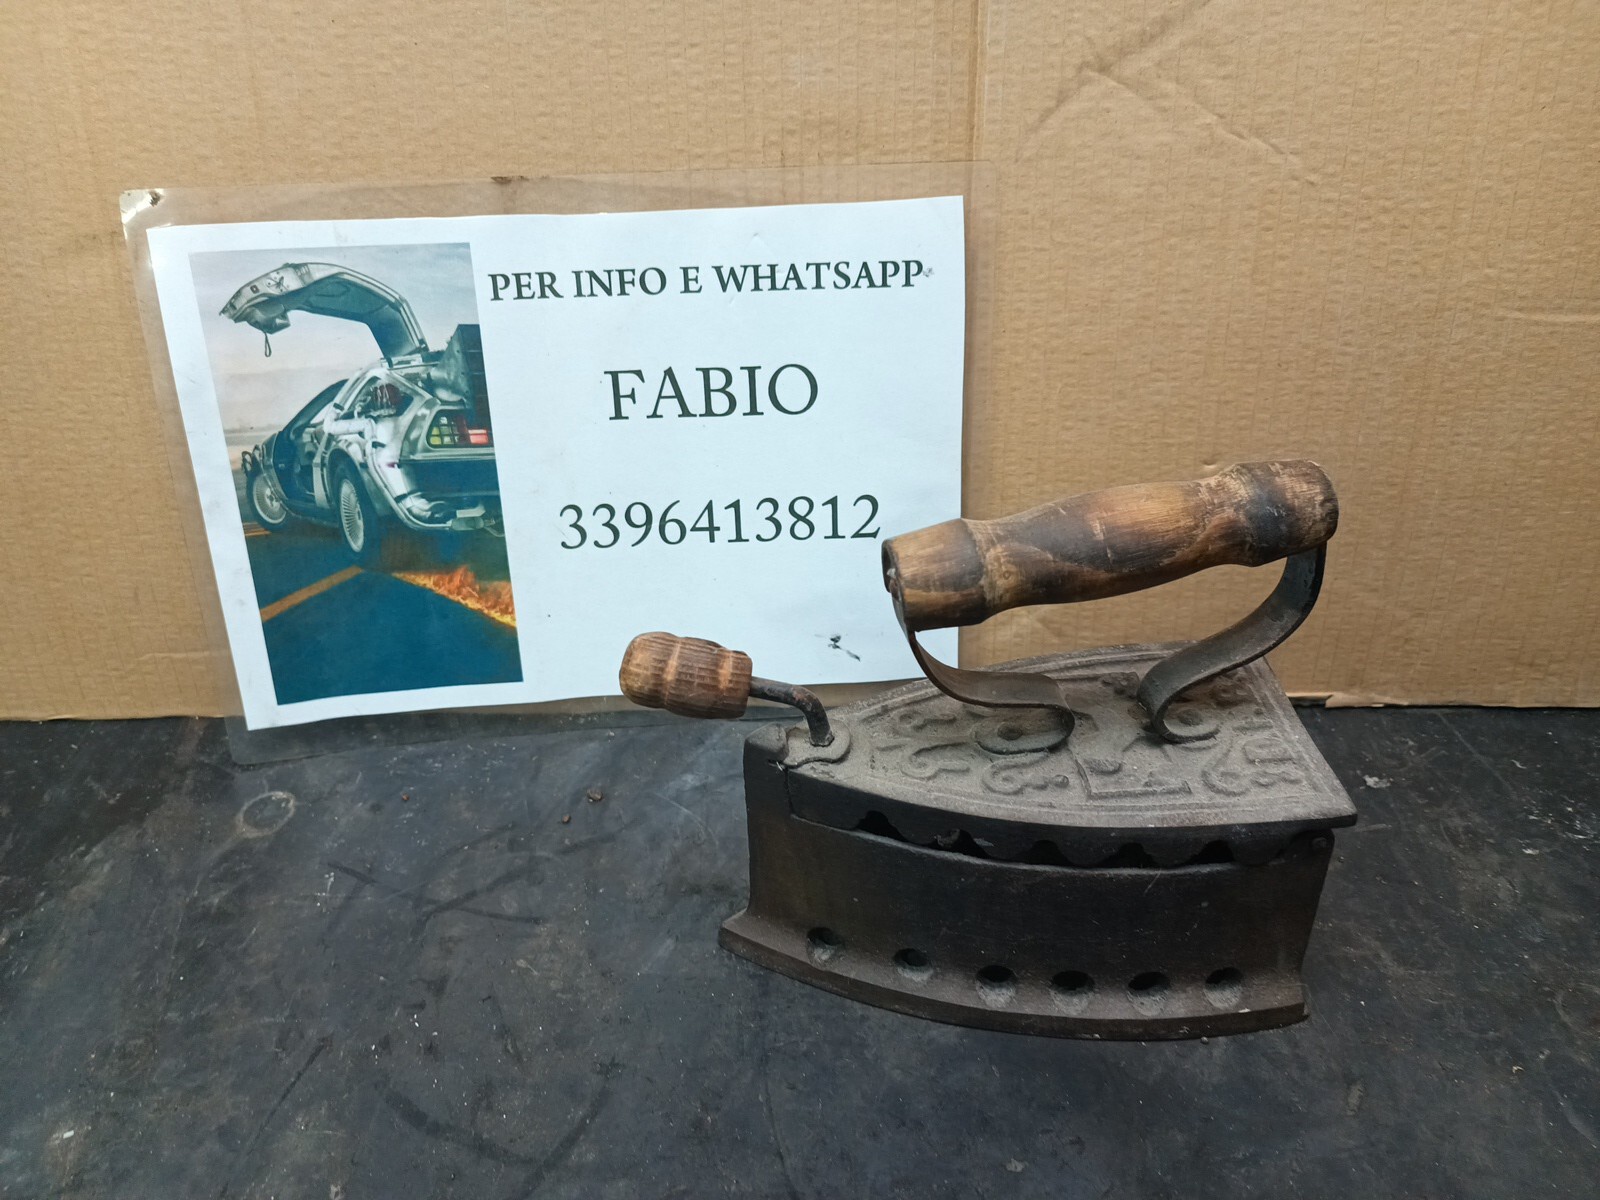 PER INFO E WHATSAPP
FABIO
3396413812